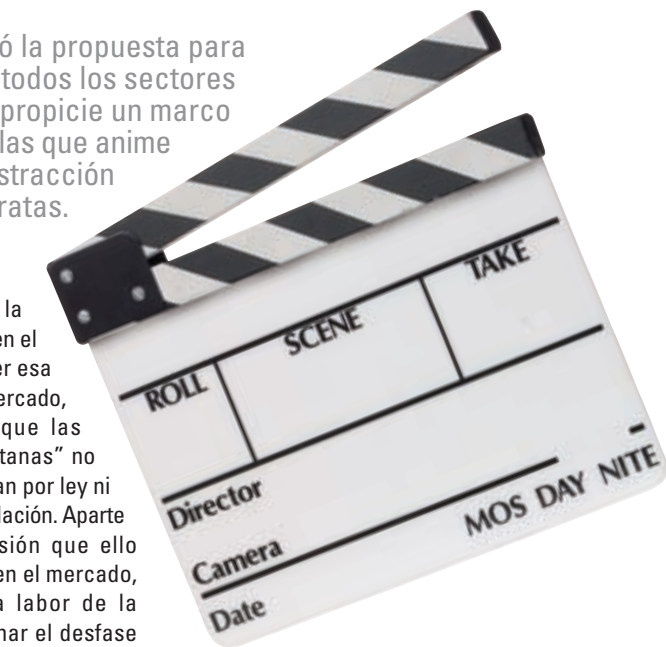 ó la propuesta para
todos los sectores
propicie un marco
las que anime
stracción
ratas.
la
en el
er esa
ercado,
que las
tanas” no
an por ley ni
lación. Aparte
sión que ello
en el mercado,
a labor de la
nar el desfase
ROLL SCENE TAKE
Director
Camera MOS DAY NITE
Date